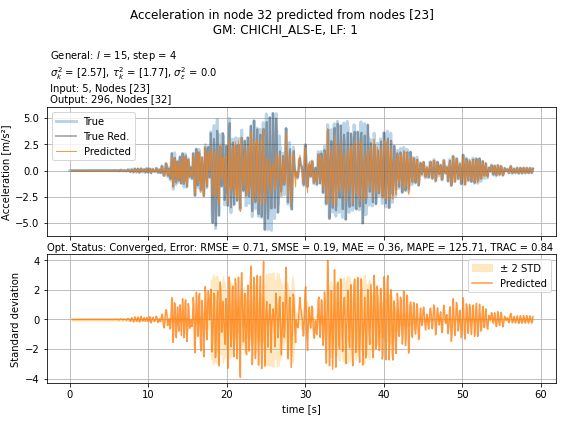 Acceleration in node 32 predicted from nodes [23]
GM: CHICHI_ALS-E, LF: 1
General: l = 15, step = 4
σ²ₖ = [2.57], τ²ₖ = [1.77], σ²ε = 0.0
Input: 5, Nodes [23]
Output: 296, Nodes [32]
Acceleration [m/s²]
5.0
2.5
0.0
−2.5
−5.0
True
True Red.
Predicted
Opt. Status: Converged, Error: RMSE = 0.71, SMSE = 0.19, MAE = 0.36, MAPE = 125.71, TRAC = 0.84
Standard deviation
4
2
0
−2
−4
± 2 STD
Predicted
0 10 20 30 40 50 60
time [s]